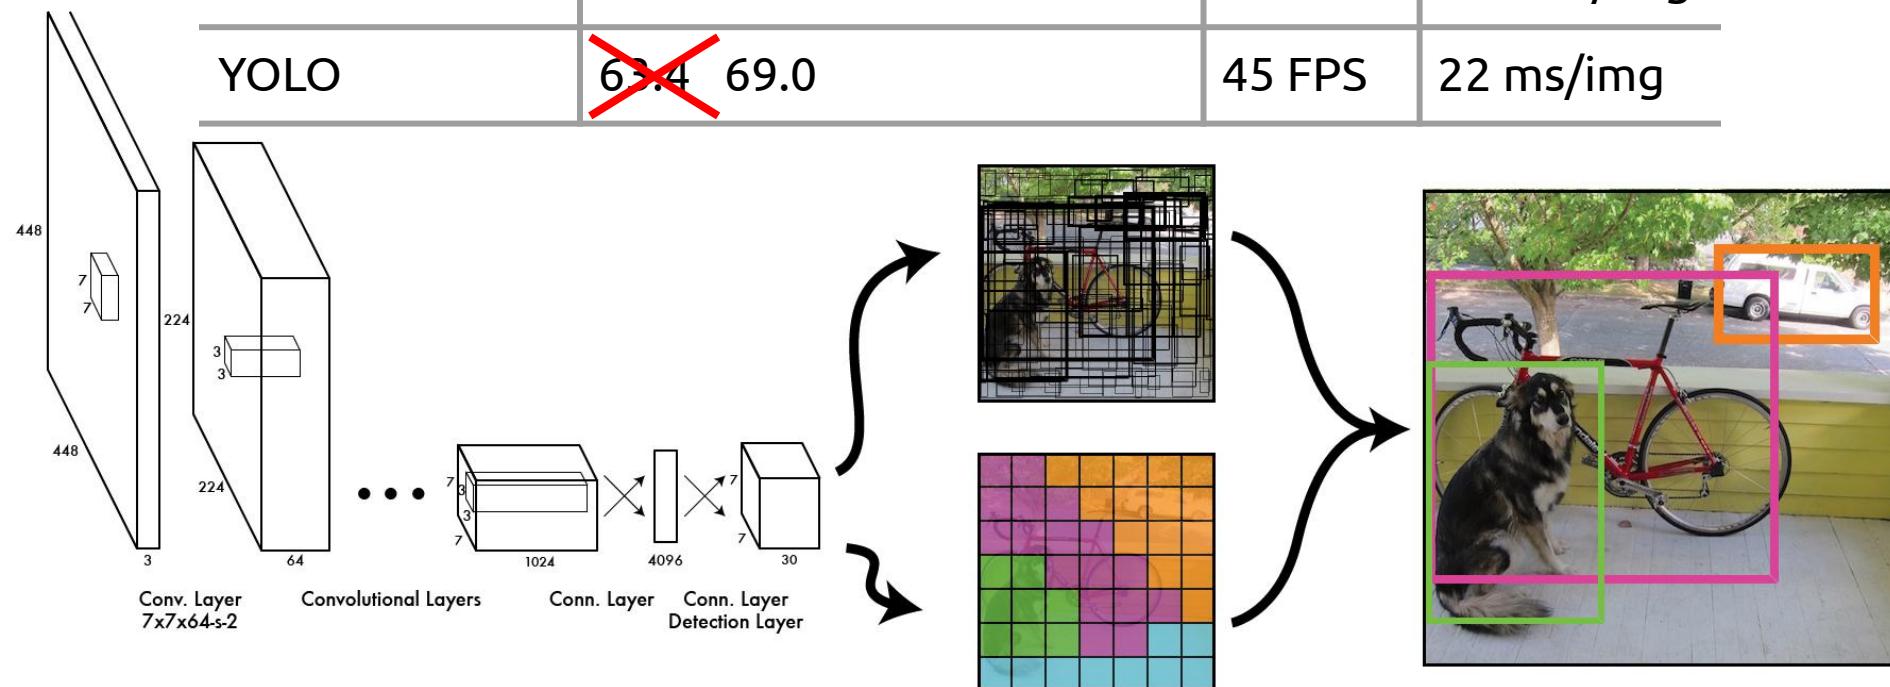 YOLO 63.4 69.0 45 FPS 22 ms/img
448
7
7
448
3
224
3
3
224
64
7
3
3
7
1024
4096
7
7
30
Conv. Layer
7x7x64-s-2
Convolutional Layers
Conn. Layer
Conn. Layer
Detection Layer